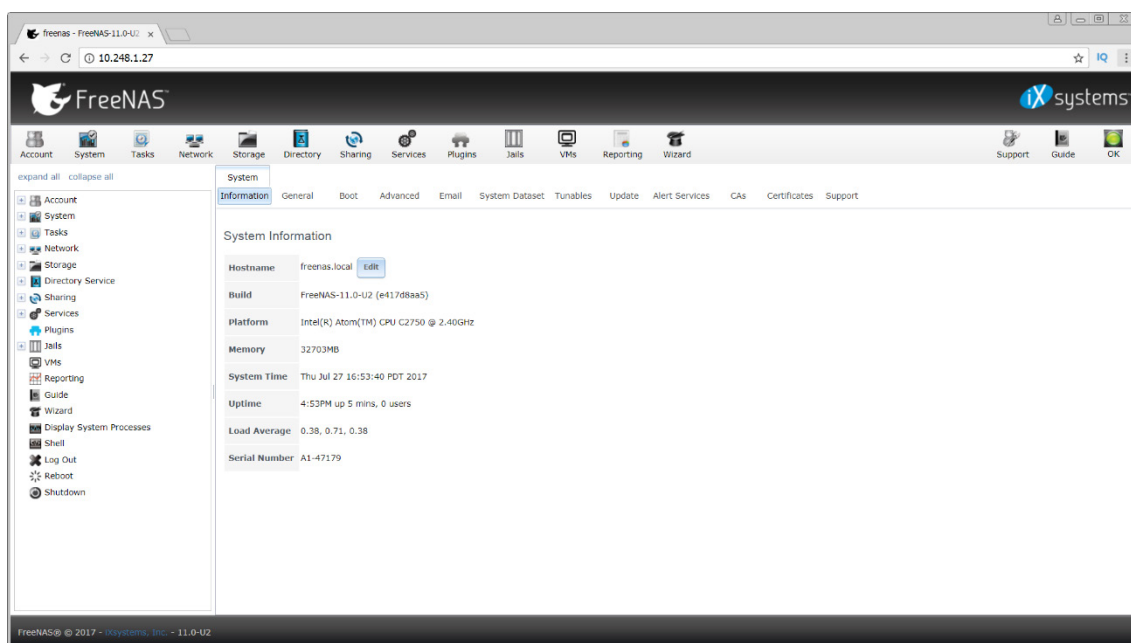 freenas - FreeNAS-11.0-U2 x
10.248.1.27
IQ
FreeNAS™
iX systems
Account System Tasks Network Storage Directory Sharing Services Plugins Jails VMs Reporting Wizard Support Guide OK
expand all collapse all
System
Information General Boot Advanced Email System Dataset Tunables Update Alert Services CAs Certificates Support
Account
System
Tasks
Network
Storage
Directory Service
Sharing
Services
Plugins
Jails
VMs
Reporting
Guide
Wizard
Display System Processes
Shell
Log Out
Reboot
Shutdown
System Information
Hostname freenas.local Edit
Build FreeNAS-11.0-U2 (e417d8aa5)
Platform Intel(R) Atom(TM) CPU C2750 @ 2.40GHz
Memory 32703MB
System Time Thu Jul 27 16:53:40 PDT 2017
Uptime 4:53PM up 5 mins, 0 users
Load Average 0.38, 0.71, 0.38
Serial Number A1-47179
FreeNAS® © 2017 - iXsystems, Inc. - 11.0-U2